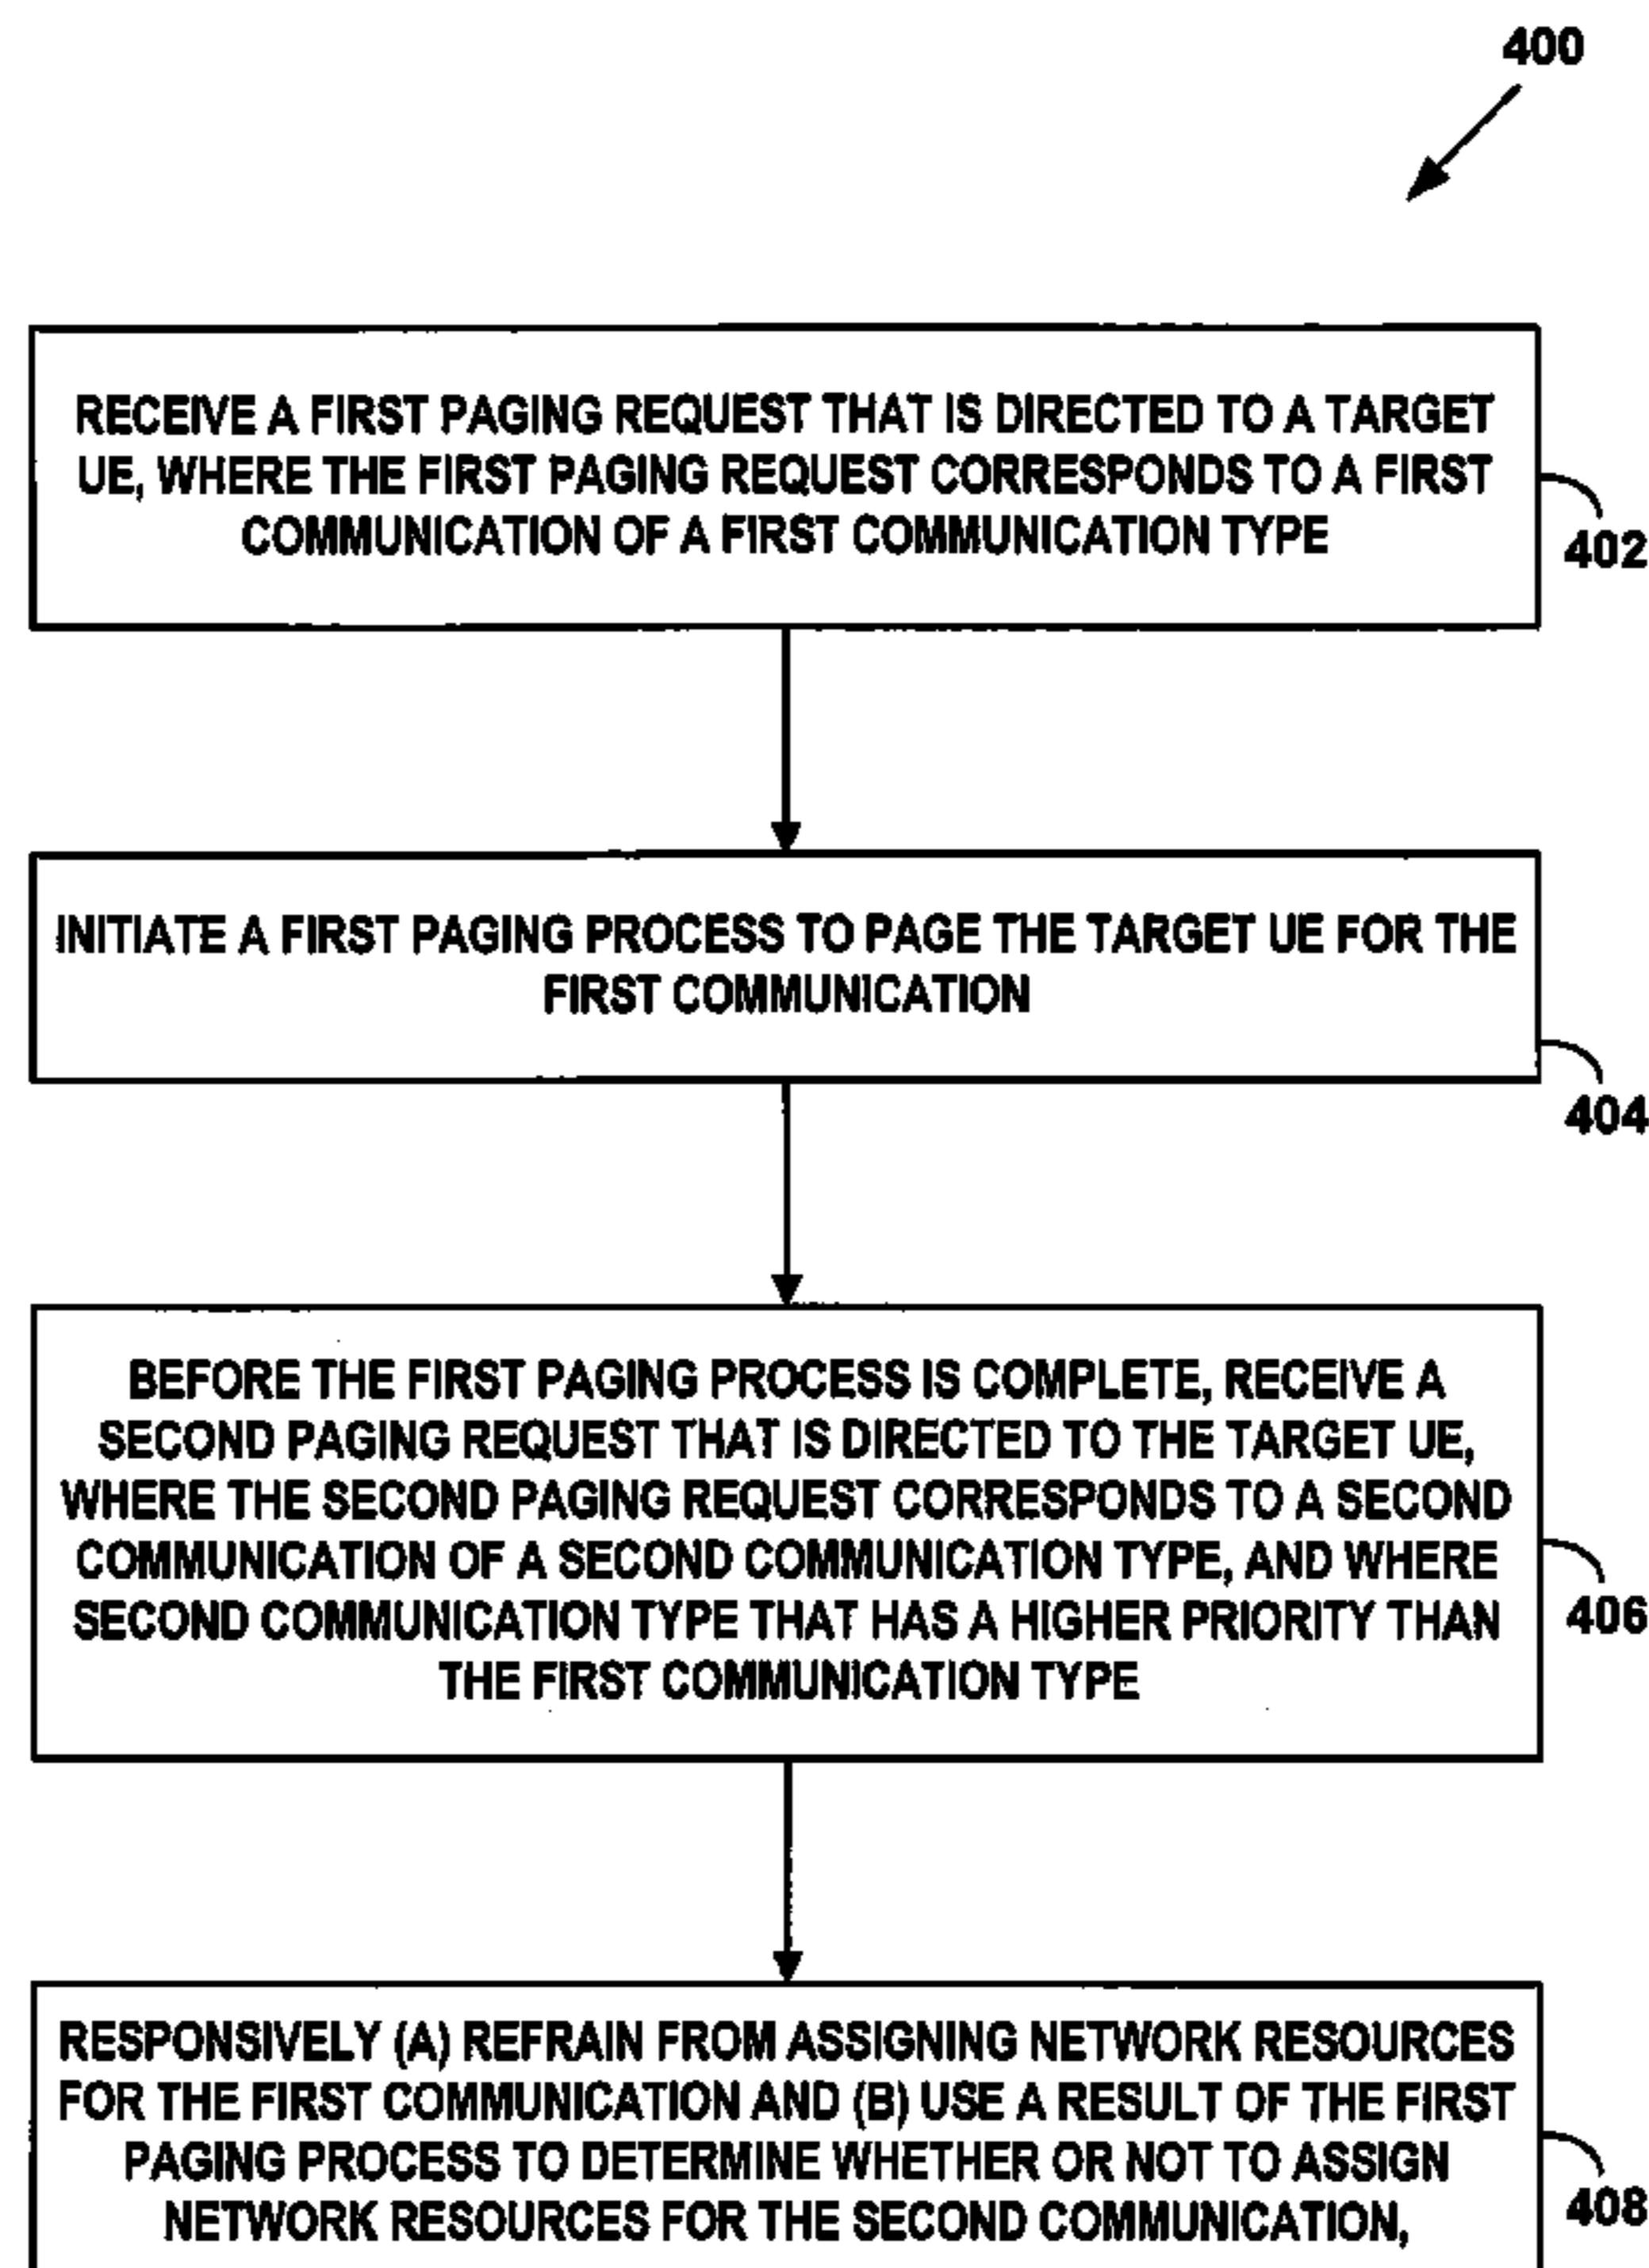 400
RECEIVE A FIRST PAGING REQUEST THAT IS DIRECTED TO A TARGET
UE, WHERE THE FIRST PAGING REQUEST CORRESPONDS TO A FIRST
COMMUNICATION OF A FIRST COMMUNICATION TYPE
402
INITIATE A FIRST PAGING PROCESS TO PAGE THE TARGET UE FOR THE
FIRST COMMUNICATION
404
BEFORE THE FIRST PAGING PROCESS IS COMPLETE, RECEIVE A
SECOND PAGING REQUEST THAT IS DIRECTED TO THE TARGET UE,
WHERE THE SECOND PAGING REQUEST CORRESPONDS TO A SECOND
COMMUNICATION OF A SECOND COMMUNICATION TYPE, AND WHERE
SECOND COMMUNICATION TYPE THAT HAS A HIGHER PRIORITY THAN
THE FIRST COMMUNICATION TYPE
406
RESPONSIVELY (A) REFRAIN FROM ASSIGNING NETWORK RESOURCES
FOR THE FIRST COMMUNICATION AND (B) USE A RESULT OF THE FIRST
PAGING PROCESS TO DETERMINE WHETHER OR NOT TO ASSIGN
NETWORK RESOURCES FOR THE SECOND COMMUNICATION,
408